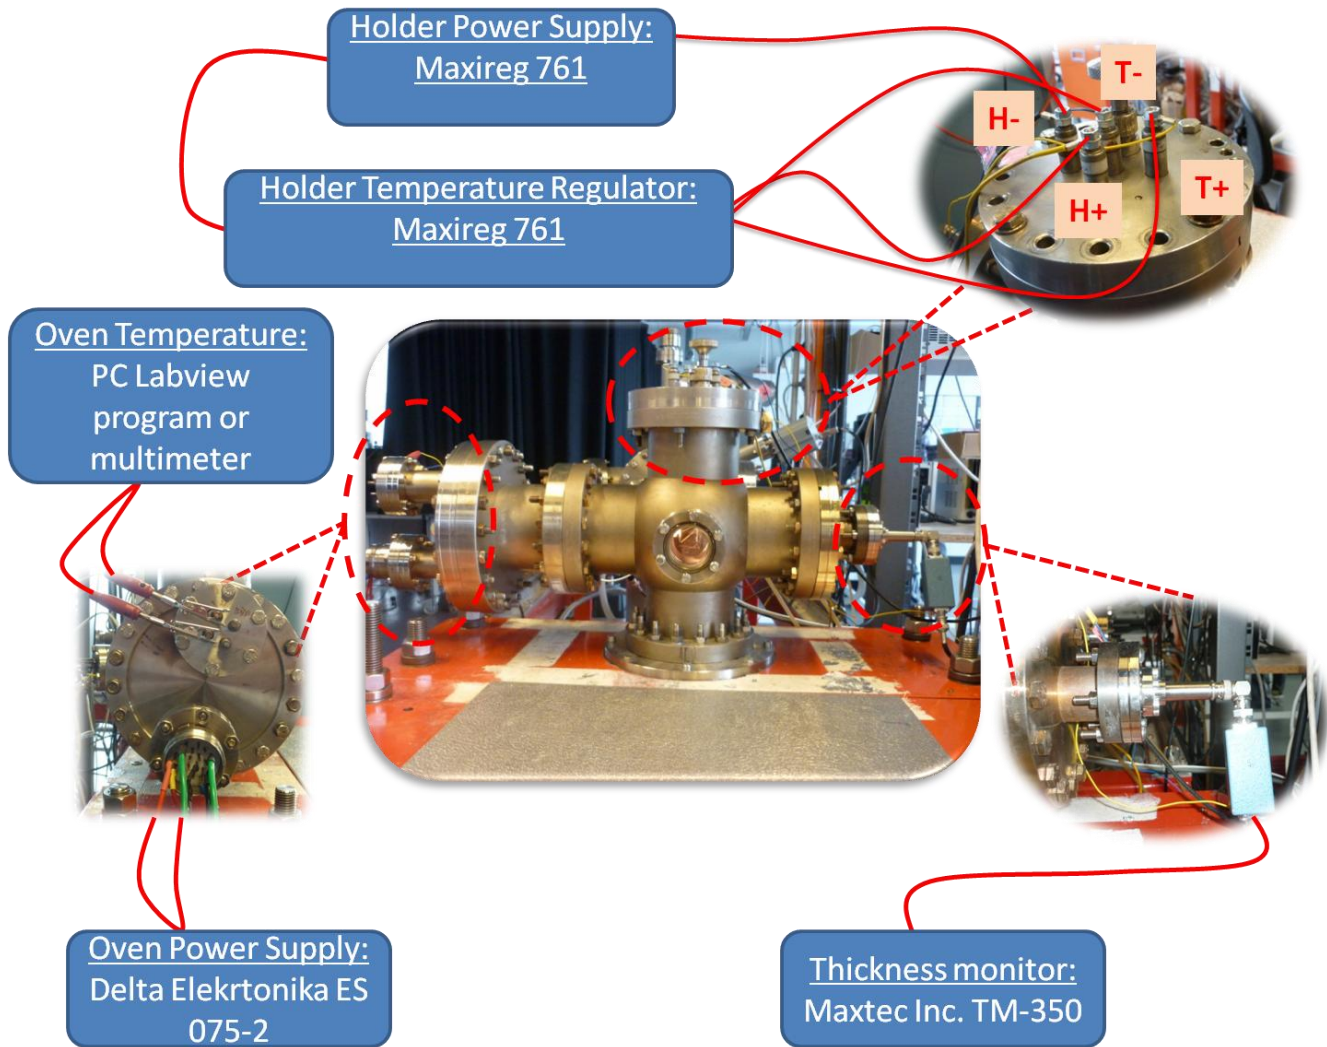 Holder Power Supply:
Maxireg 761
T-
H-
Holder Temperature Regulator:
Maxireg 761
T+
H+
Oven Temperature:
PC Labview
program or
multimeter
Oven Power Supply:
Delta Elekrtonika ES
075-2
Thickness monitor:
Maxtec Inc. TM-350